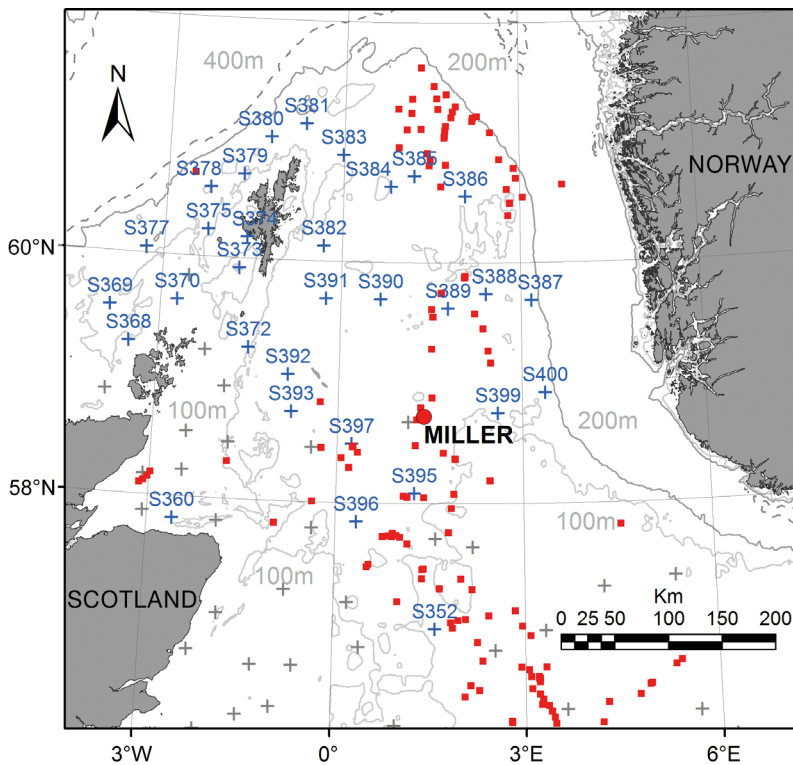 400m
200m
N
S381
S380
S383
S379
S385
S378
S384
S386
NORWAY
S375
S374
S377
S382
60°N
S373
S369
S370
S391
S390
S388
S387
S389
S368
S372
S392
S400
S393
S399
100m
200m
S397
MILLER
S395
58°N
S360
S396
100m
100m
SCOTLAND
Km
S352
0 25 50 100 150 200
3°W 0° 3°E 6°E